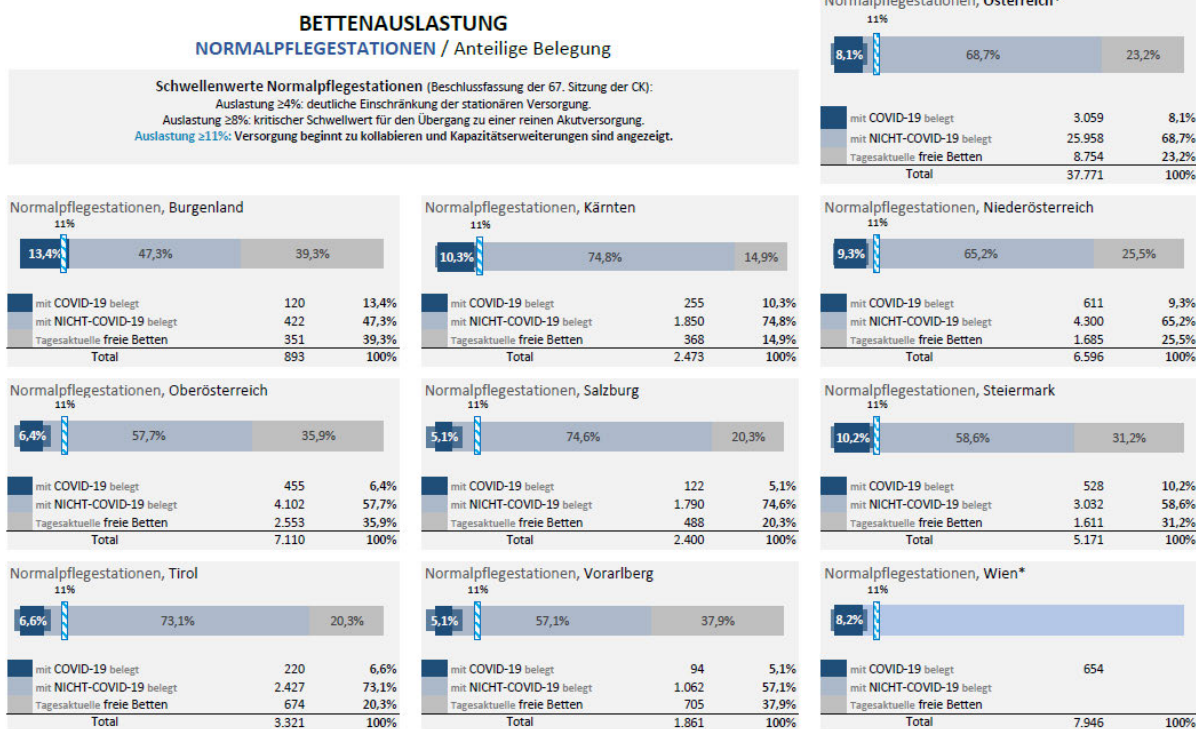 BETTENAUSLASTUNG
NORMALPFLEGESTATIONEN / Anteilige Belegung
Schwellenwerte Normalpflegestationen (Beschlussfassung der 67. Sitzung der CK):
Auslastung ≥4%: deutliche Einschränkung der stationären Versorgung.
Auslastung ≥8%: kritischer Schwellwert für den Übergang zu einer reinen Akutversorgung.
Auslastung ≥11%: Versorgung beginnt zu kollabieren und Kapazitätserweiterungen sind angezeigt.
Normalpflegestationen, Österreich*
11%
8,1% 68,7% 23,2%
mit COVID-19 belegt 3.059 8,1%
mit NICHT-COVID-19 belegt 25.958 68,7%
Tagesaktuelle freie Betten 8.754 23,2%
Total 37.771 100%
Normalpflegestationen, Burgenland
11%
13,4% 47,3% 39,3%
mit COVID-19 belegt 120 13,4%
mit NICHT-COVID-19 belegt 422 47,3%
Tagesaktuelle freie Betten 351 39,3%
Total 893 100%
Normalpflegestationen, Kärnten
11%
10,3% 74,8% 14,9%
mit COVID-19 belegt 255 10,3%
mit NICHT-COVID-19 belegt 1.850 74,8%
Tagesaktuelle freie Betten 368 14,9%
Total 2.473 100%
Normalpflegestationen, Niederösterreich
11%
9,3% 65,2% 25,5%
mit COVID-19 belegt 611 9,3%
mit NICHT-COVID-19 belegt 4.300 65,2%
Tagesaktuelle freie Betten 1.685 25,5%
Total 6.596 100%
Normalpflegestationen, Oberösterreich
11%
6,4% 57,7% 35,9%
mit COVID-19 belegt 455 6,4%
mit NICHT-COVID-19 belegt 4.102 57,7%
Tagesaktuelle freie Betten 2.553 35,9%
Total 7.110 100%
Normalpflegestationen, Salzburg
11%
5,1% 74,6% 20,3%
mit COVID-19 belegt 122 5,1%
mit NICHT-COVID-19 belegt 1.790 74,6%
Tagesaktuelle freie Betten 488 20,3%
Total 2.400 100%
Normalpflegestationen, Steiermark
11%
10,2% 58,6% 31,2%
mit COVID-19 belegt 528 10,2%
mit NICHT-COVID-19 belegt 3.032 58,6%
Tagesaktuelle freie Betten 1.611 31,2%
Total 5.171 100%
Normalpflegestationen, Tirol
11%
6,6% 73,1% 20,3%
mit COVID-19 belegt 220 6,6%
mit NICHT-COVID-19 belegt 2.427 73,1%
Tagesaktuelle freie Betten 674 20,3%
Total 3.321 100%
Normalpflegestationen, Vorarlberg
11%
5,1% 57,1% 37,9%
mit COVID-19 belegt 94 5,1%
mit NICHT-COVID-19 belegt 1.062 57,1%
Tagesaktuelle freie Betten 705 37,9%
Total 1.861 100%
Normalpflegestationen, Wien*
11%
8,2%
mit COVID-19 belegt 654
mit NICHT-COVID-19 belegt
Tagesaktuelle freie Betten
Total 7.946 100%